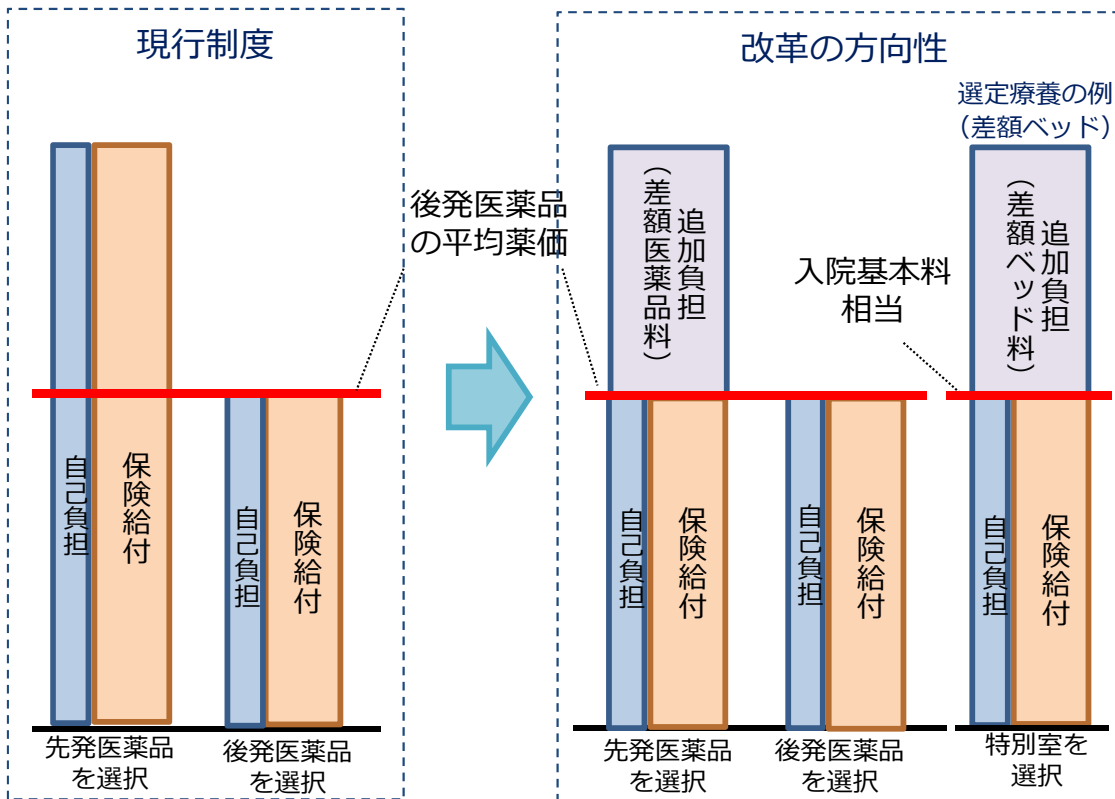 現行制度
自己負担
保険給付
自己負担
保険給付
先発医薬品
を選択
後発医薬品
を選択
後発医薬品
の平均薬価
改革の方向性
選定療養の例
（差額ベッド）
追加負担
（差額医薬品料）
自己負担
保険給付
自己負担
保険給付
入院基本料
相当
追加負担
（差額ベッド料）
自己負担
保険給付
先発医薬品
を選択
後発医薬品
を選択
特別室を
選択